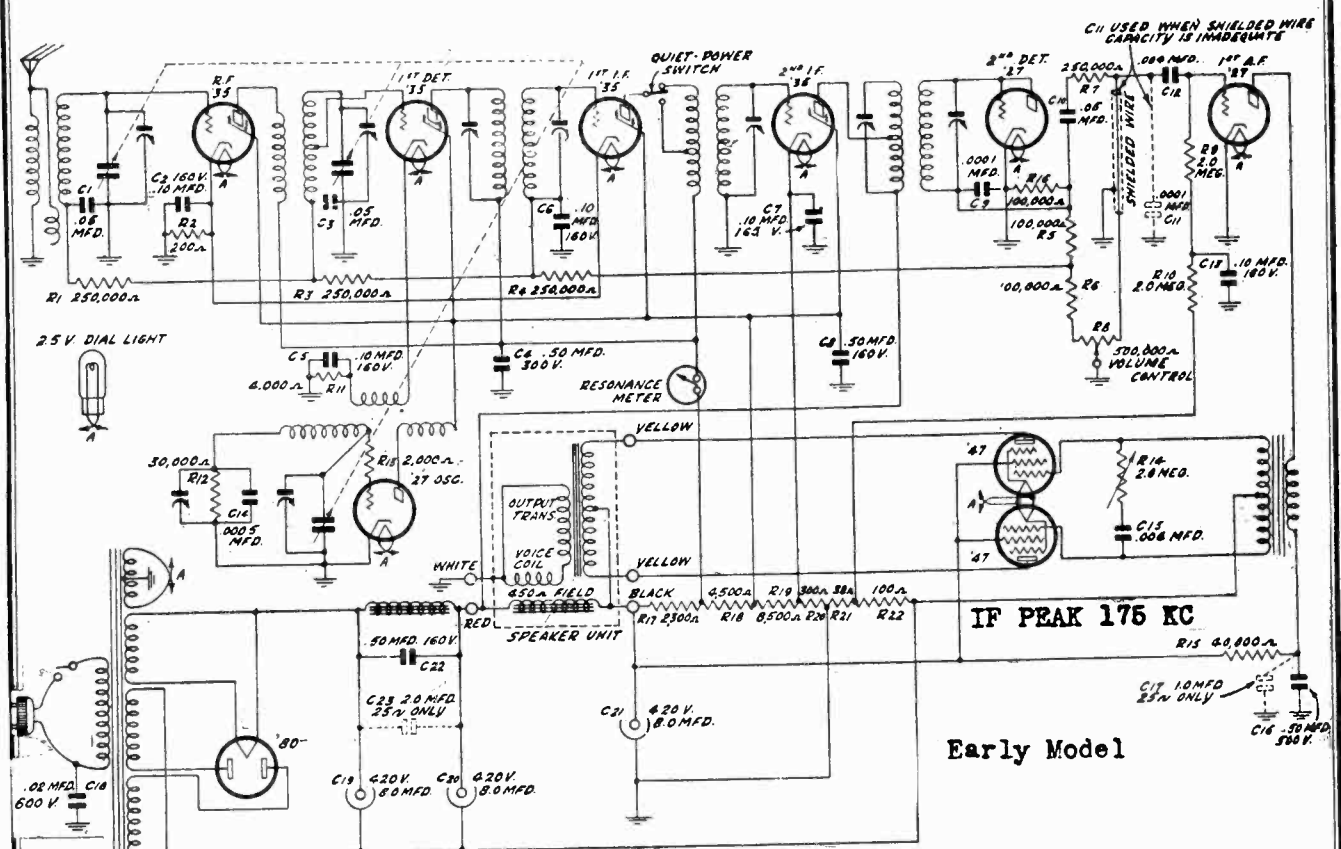 C11 USED WHEN SHIELDED WIRE
CAPACITY IS INADEQUATE
R.F.
'35
1ST DET.
'35
1ST I.F.
'35
QUIET-POWER
SWITCH
2ND I.F.
'35
2ND DET.
'27
250,000Ω
R7
.004 MFD.
C12
1ST A.F.
'27
C10
.05
MFD.
SHIELDED WIRE
R9
2.0
MEG.
A
A
A
A
A
A
C1
.05
MFD.
C2 160V.
.10 MFD.
R2
200Ω
C3
.05
MFD.
C6
.10
MFD.
160V.
C7
.10
MFD.
165 V.
.0001
MFD.
C9
R16
100,000Ω
100,000Ω
R5
.0001
MFD.
C11
R1 250,000Ω
R3 250,000Ω
R4 250,000Ω
100,000Ω
R6
R10
2.0 MEG.
C13
.10 MFD.
160 V.
2.5 V. DIAL LIGHT
A
C5
.10 MFD.
160V.
4,000Ω
R11
C4 .50 MFD.
300 V.
RESONANCE
METER
C8 .50 MFD.
160V.
R8
500,000Ω
VOLUME
CONTROL
YELLOW
30,000Ω
R12
C14
.0005
MFD.
R13 2,000Ω
'27 OSC.
A
OUTPUT
TRANS
VOICE
COIL
450Ω FIELD
SPEAKER UNIT
WHITE
RED
YELLOW
BLACK
'47
A
'47
R14
2.8 MEG.
C15
.006 MFD.
A
R17 2,300Ω
4,500Ω
R18
R19
8,500Ω
300Ω
R20
38Ω
R21
100Ω
R22
IF PEAK 175 KC
.50 MFD. 160V.
C22
C23 2.0 MFD.
25~ ONLY
R15 40,000Ω
C17 1.0 MFD
25~ ONLY
C16 .50 MFD
500V.
C21
420 V.
8.0 MFD.
Early Model
'80
C19
420 V.
8.0 MFD.
C20
420 V.
8.0 MFD.
.02 MFD.
600 V.
C18